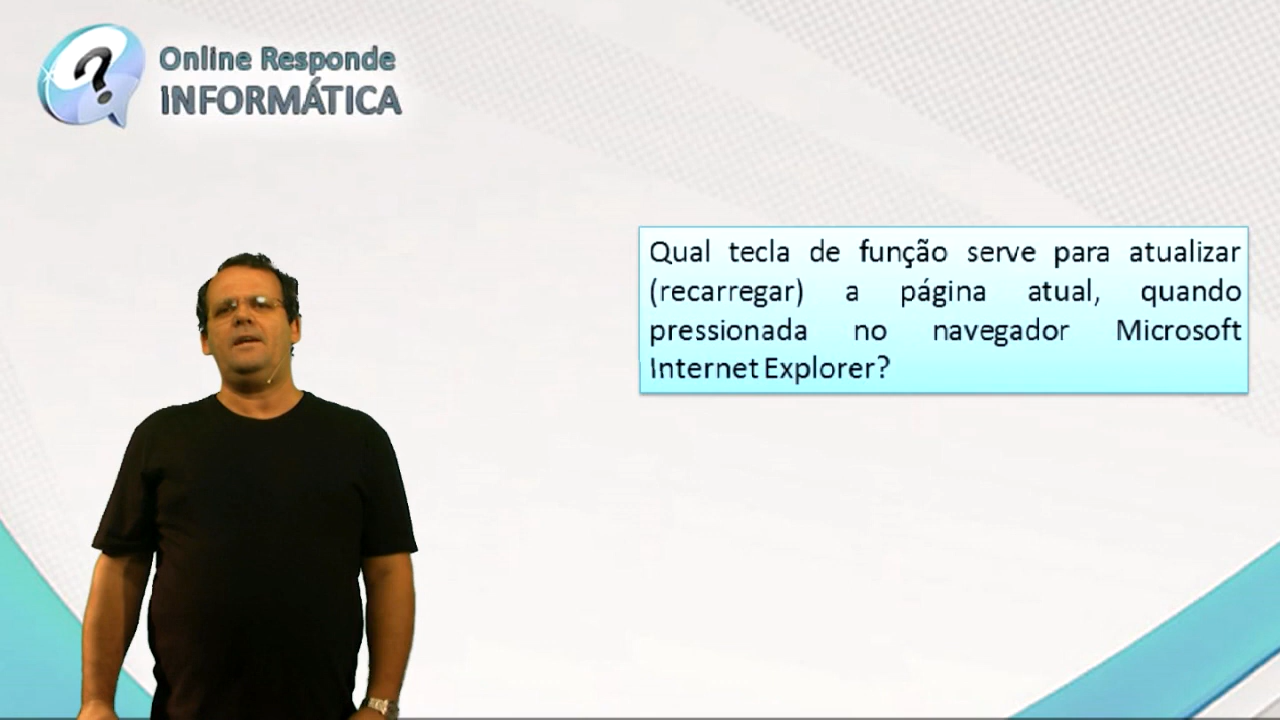 Online Responde
INFORMÁTICA
Qual tecla de função serve para atualizar
(recarregar) a página atual, quando
pressionada no navegador Microsoft
Internet Explorer?